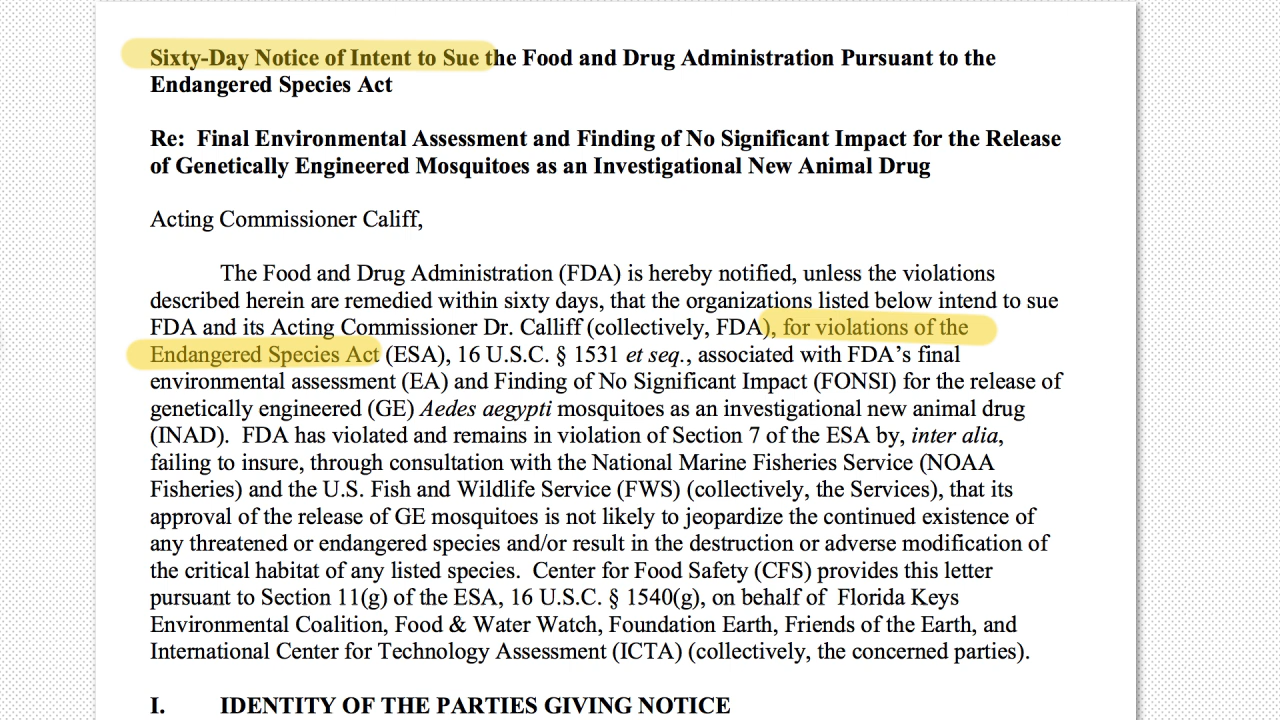 Sixty-Day Notice of Intent to Sue the Food and Drug Administration Pursuant to the
Endangered Species Act
Re:  Final Environmental Assessment and Finding of No Significant Impact for the Release
of Genetically Engineered Mosquitoes as an Investigational New Animal Drug
Acting Commissioner Califf,
The Food and Drug Administration (FDA) is hereby notified, unless the violations
described herein are remedied within sixty days, that the organizations listed below intend to sue
FDA and its Acting Commissioner Dr. Calliff (collectively, FDA), for violations of the
Endangered Species Act (ESA), 16 U.S.C. § 1531 et seq., associated with FDA's final
environmental assessment (EA) and Finding of No Significant Impact (FONSI) for the release of
genetically engineered (GE) Aedes aegypti mosquitoes as an investigational new animal drug
(INAD).  FDA has violated and remains in violation of Section 7 of the ESA by, inter alia,
failing to insure, through consultation with the National Marine Fisheries Service (NOAA
Fisheries) and the U.S. Fish and Wildlife Service (FWS) (collectively, the Services), that its
approval of the release of GE mosquitoes is not likely to jeopardize the continued existence of
any threatened or endangered species and/or result in the destruction or adverse modification of
the critical habitat of any listed species.  Center for Food Safety (CFS) provides this letter
pursuant to Section 11(g) of the ESA, 16 U.S.C. § 1540(g), on behalf of  Florida Keys
Environmental Coalition, Food & Water Watch, Foundation Earth, Friends of the Earth, and
International Center for Technology Assessment (ICTA) (collectively, the concerned parties).
I. IDENTITY OF THE PARTIES GIVING NOTICE